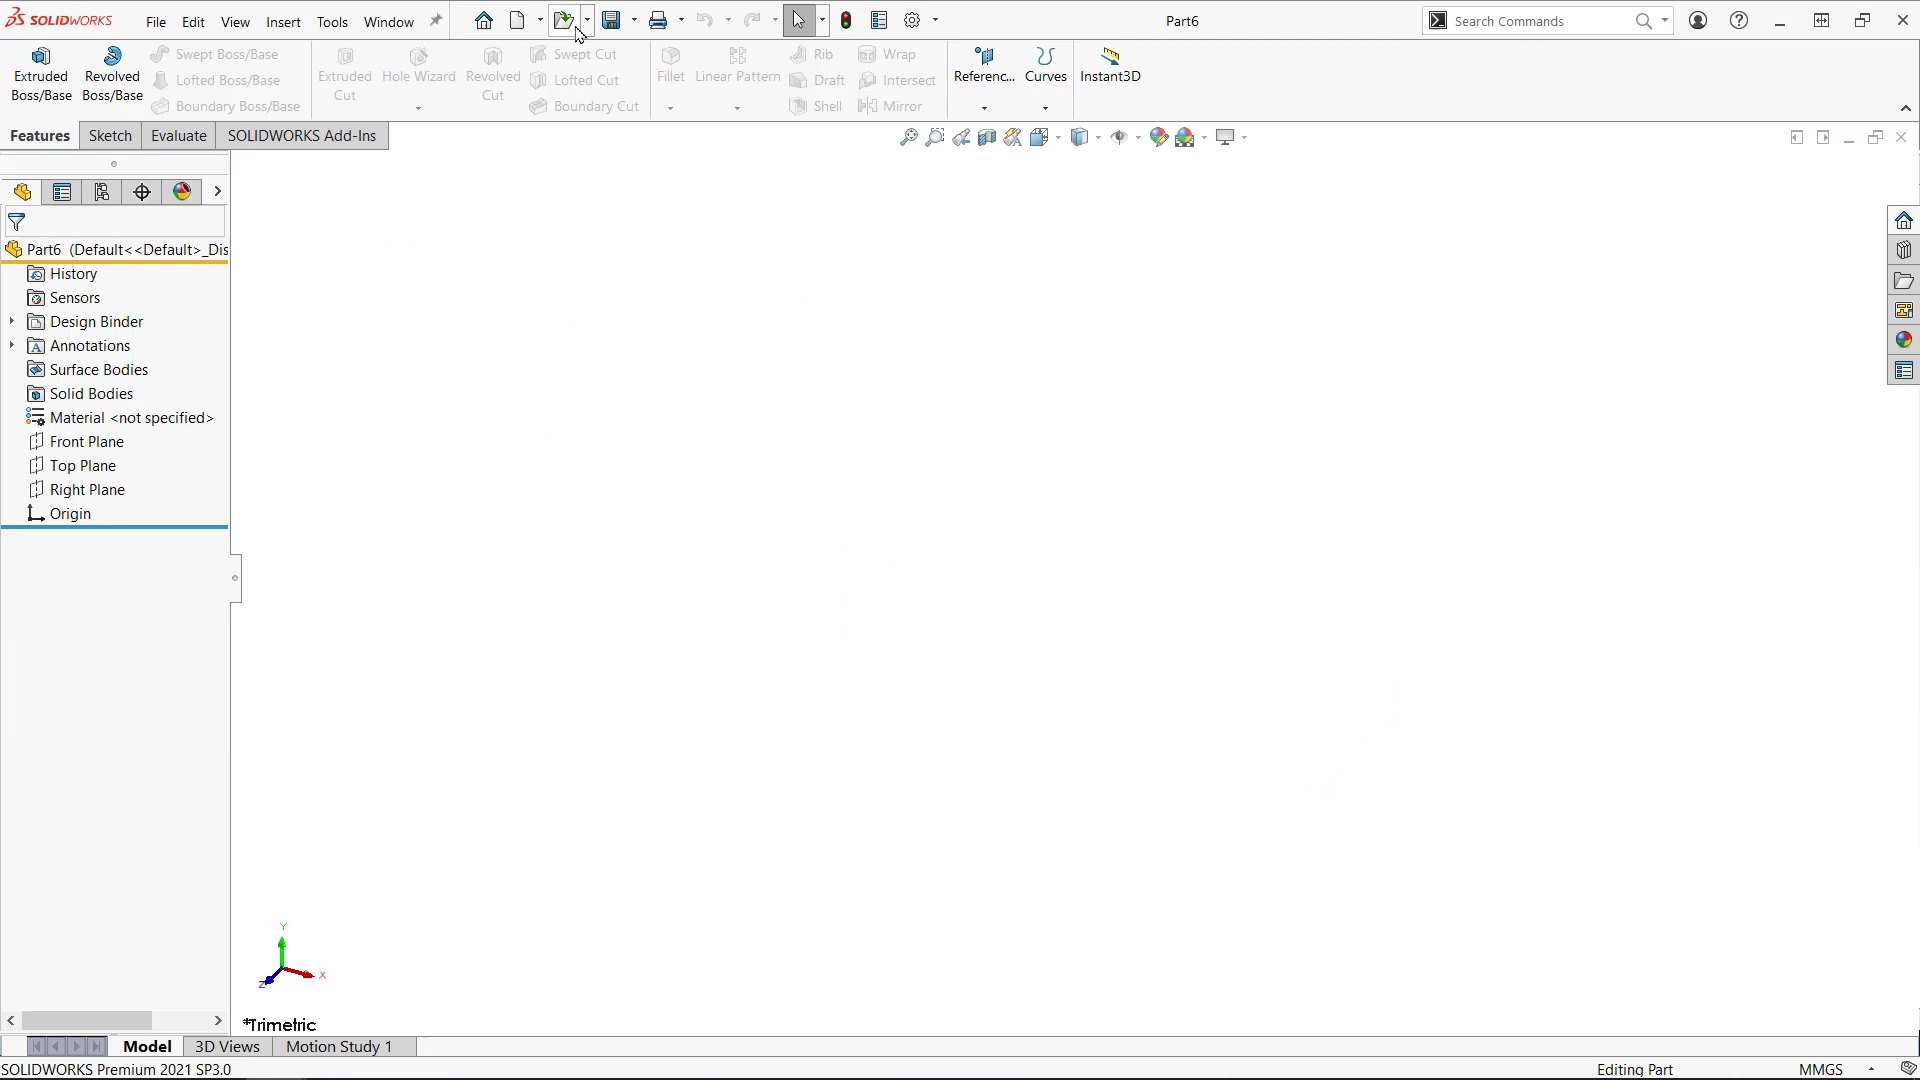 SOLIDWORKS File Edit View Insert Tools Window Part6 Search Commands
Extruded Boss/Base
Revolved Boss/Base
Swept Boss/Base
Lofted Boss/Base
Boundary Boss/Base
Extruded Cut
Hole Wizard
Revolved Cut
Swept Cut
Lofted Cut
Boundary Cut
Fillet
Linear Pattern
Rib
Draft
Shell
Wrap
Intersect
Mirror
Referenc...
Curves
Instant3D
Features Sketch Evaluate SOLIDWORKS Add-Ins
Part6 (Default<<Default>_Dis
History
Sensors
Design Binder
Annotations
Surface Bodies
Solid Bodies
Material <not specified>
Front Plane
Top Plane
Right Plane
Origin
Y
X
Z
*Trimetric
Model 3D Views Motion Study 1
SOLIDWORKS Premium 2021 SP3.0 Editing Part MMGS